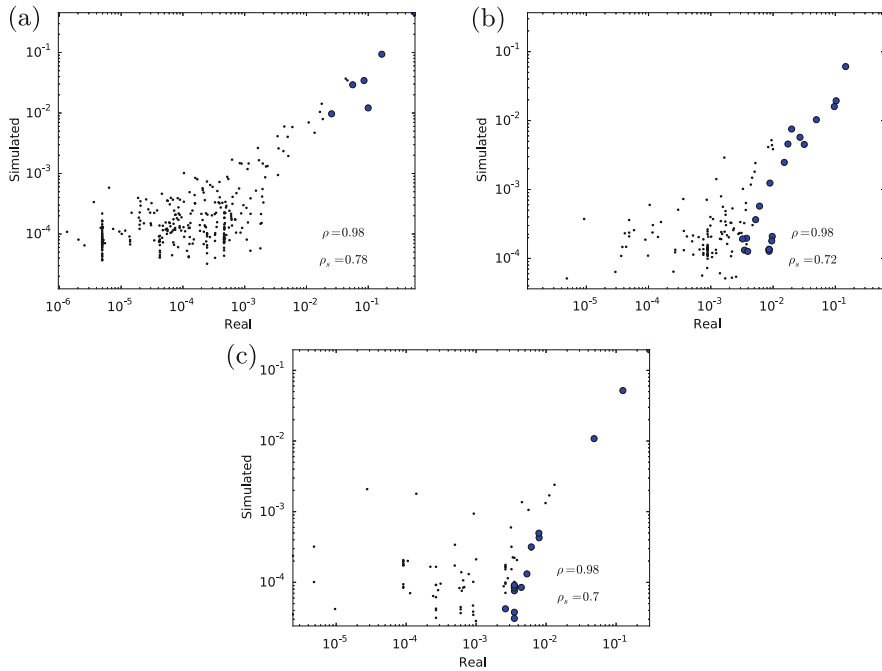 (a)
Simulated
10⁻¹
10⁻²
10⁻³
10⁻⁴
ρ=0.98
ρₛ=0.78
10⁻⁶ 10⁻⁵ 10⁻⁴ 10⁻³ 10⁻² 10⁻¹
Real
(b)
Simulated
10⁻¹
10⁻²
10⁻³
10⁻⁴
ρ=0.98
ρₛ=0.72
10⁻⁵ 10⁻⁴ 10⁻³ 10⁻² 10⁻¹
Real
(c)
Simulated
10⁻¹
10⁻²
10⁻³
10⁻⁴
ρ=0.98
ρₛ=0.7
10⁻⁵ 10⁻⁴ 10⁻³ 10⁻² 10⁻¹
Real